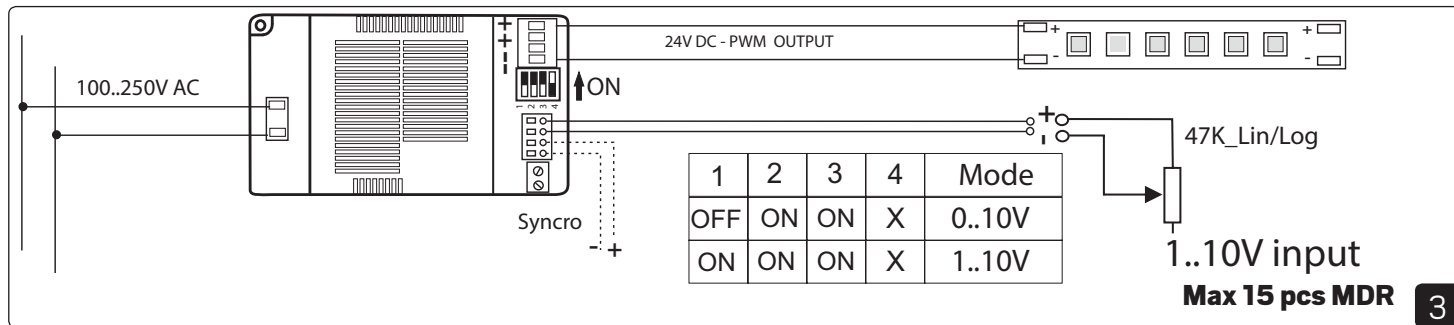 100..250V AC
+
+
-
-
ON
1 2 3 4
24V DC - PWM OUTPUT
+ +
- -
+
-
47K_Lin/Log
Syncro
- +
1 2 3 4 Mode
OFF ON ON X 0..10V
ON ON ON X 1..10V
1..10V input
Max 15 pcs MDR
3